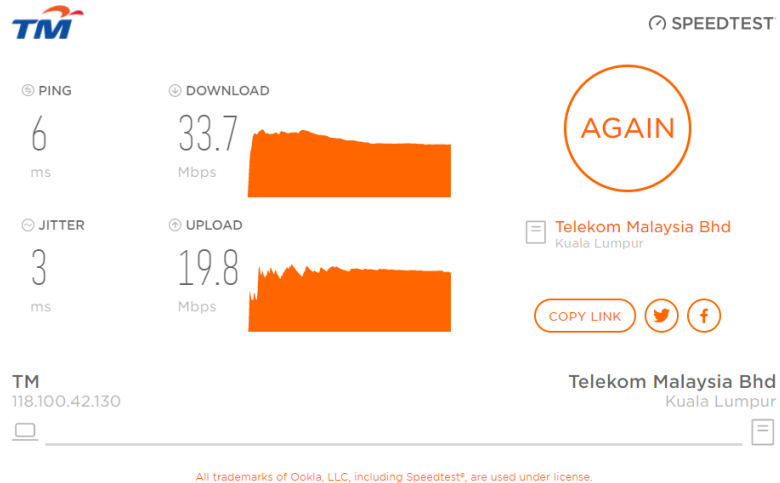 TM
SPEEDTEST
PING
6
ms
DOWNLOAD
33.7
Mbps
AGAIN
JITTER
3
ms
UPLOAD
19.8
Mbps
Telekom Malaysia Bhd
Kuala Lumpur
COPY LINK
TM
118.100.42.130
Telekom Malaysia Bhd
Kuala Lumpur
All trademarks of Ookla, LLC, including Speedtest®, are used under license.